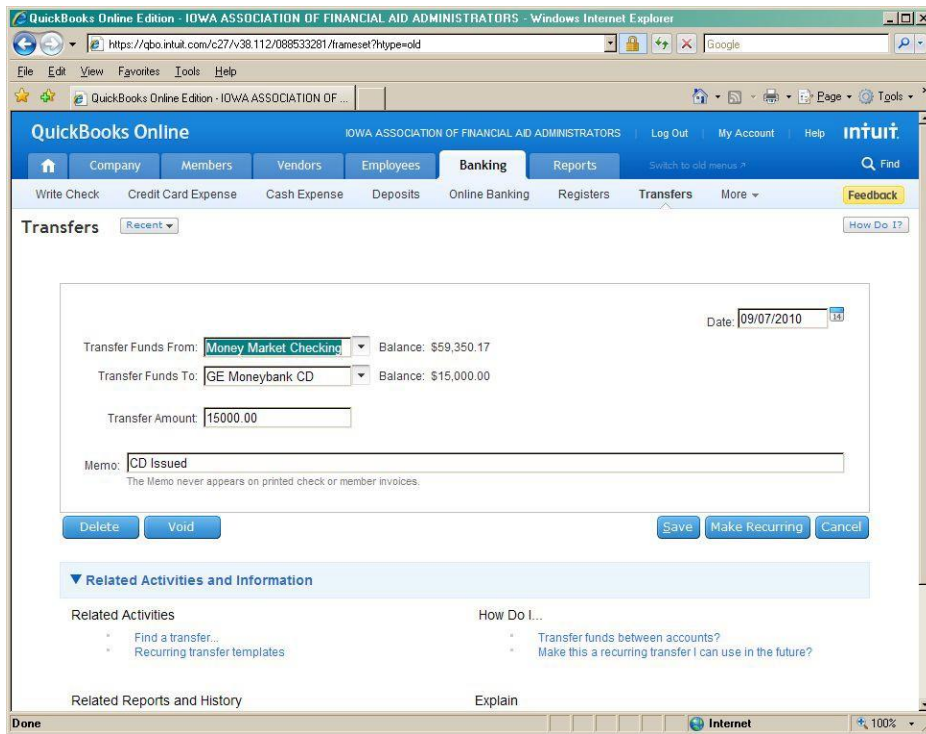 QuickBooks Online Edition - IOWA ASSOCIATION OF FINANCIAL AID ADMINISTRATORS - Windows Internet Explorer
https://qbo.intuit.com/c27/v38.112/088533281/frameset?htype=old
Google
File Edit View Favorites Tools Help
QuickBooks Online Edition - IOWA ASSOCIATION OF ...
Page Tools
QuickBooks Online
IOWA ASSOCIATION OF FINANCIAL AID ADMINISTRATORS | Log Out | My Account | Help
intuit.
Company Members Vendors Employees Banking Reports Switch to old menus Find
Write Check Credit Card Expense Cash Expense Deposits Online Banking Registers Transfers More Feedback
Transfers Recent How Do I?
Date: 09/07/2010 14
Transfer Funds From: Money Market Checking Balance: $59,350.17
Transfer Funds To: GE Moneybank CD Balance: $15,000.00
Transfer Amount: 15000.00
Memo: CD Issued
The Memo never appears on printed check or member invoices.
Delete Void Save Make Recurring Cancel
Related Activities and Information
Related Activities How Do I...
Find a transfer... Transfer funds between accounts?
Recurring transfer templates Make this a recurring transfer I can use in the future?
Related Reports and History Explain
Done Internet 100%